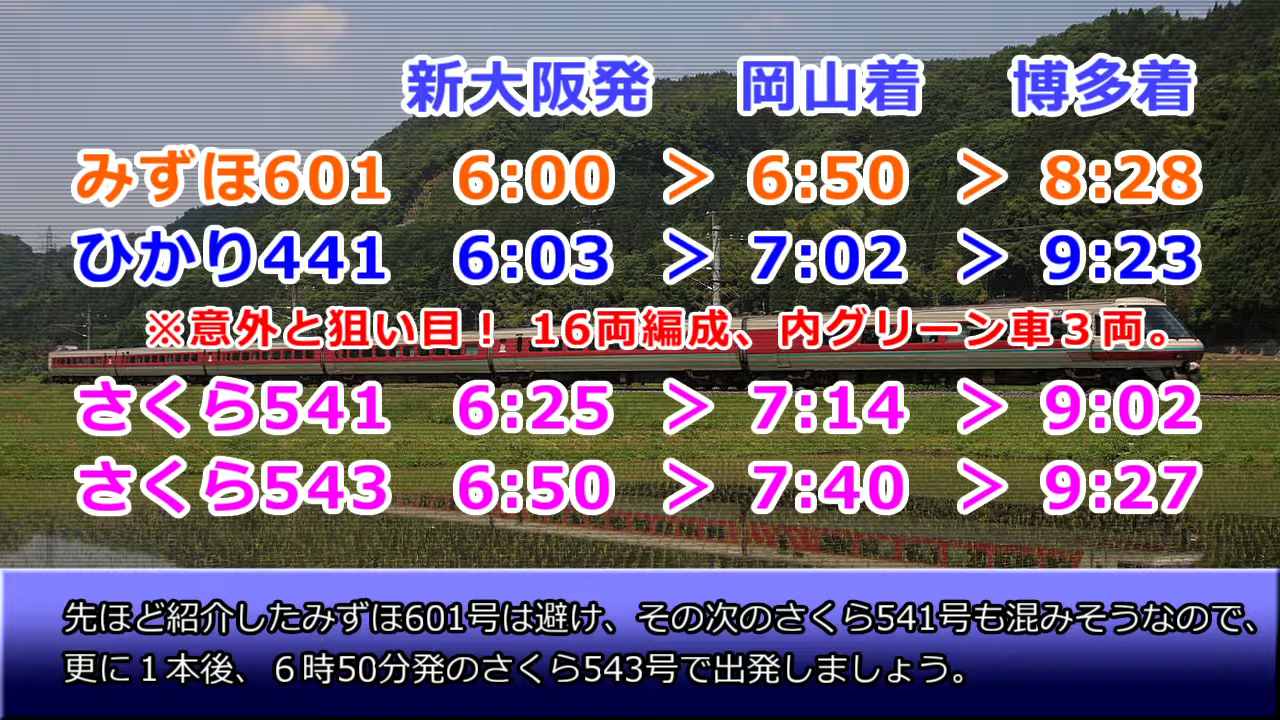 新大阪発 岡山着 博多着
みずほ601 6:00 > 6:50 > 8:28
ひかり441 6:03 > 7:02 > 9:23
※意外と狙い目！ 16両編成、内グリーン車３両。
さくら541 6:25 > 7:14 > 9:02
さくら543 6:50 > 7:40 > 9:27
先ほど紹介したみずほ601号は避け、その次のさくら541号も混みそうなので、
更に１本後、６時50分発のさくら543号で出発しましょう。